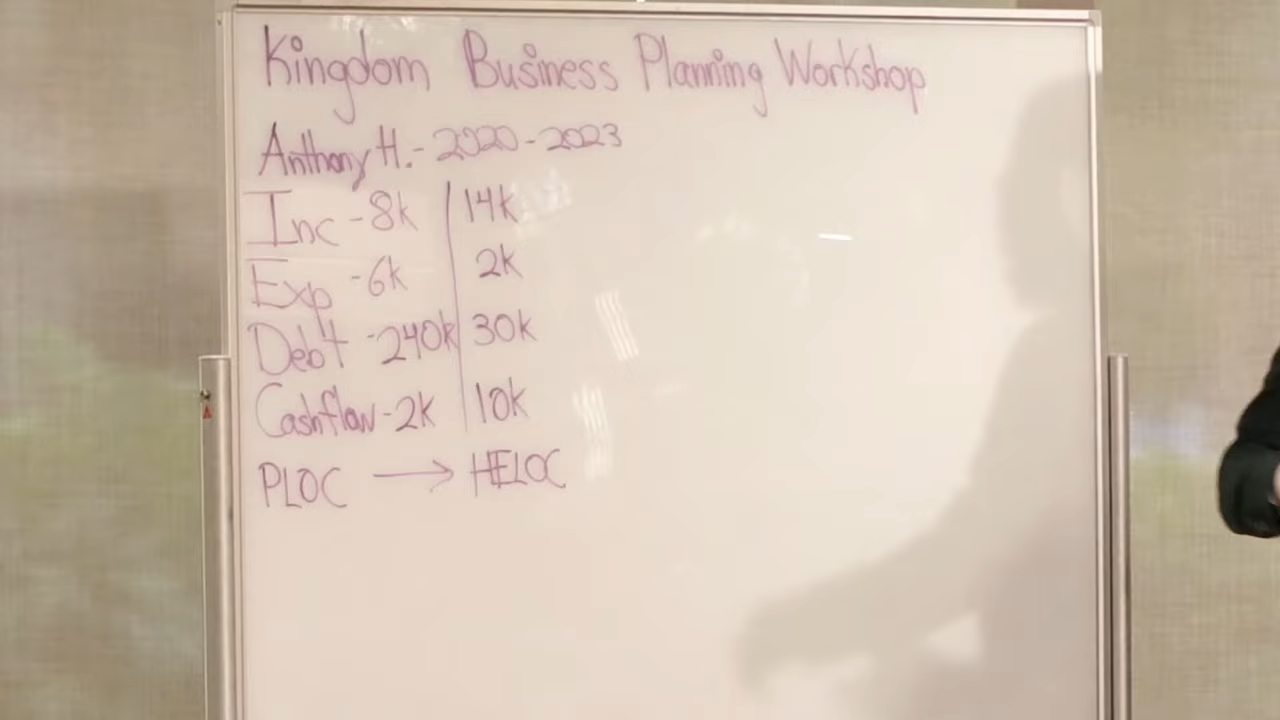 Kingdom Business Planning Workshop
Anthony H.- 2020-2023
Inc - 8k | 14k
Exp - 6k | 2k
Debt - 240k | 30k
Cashflow - 2k | 10k
PLOC → HELOC